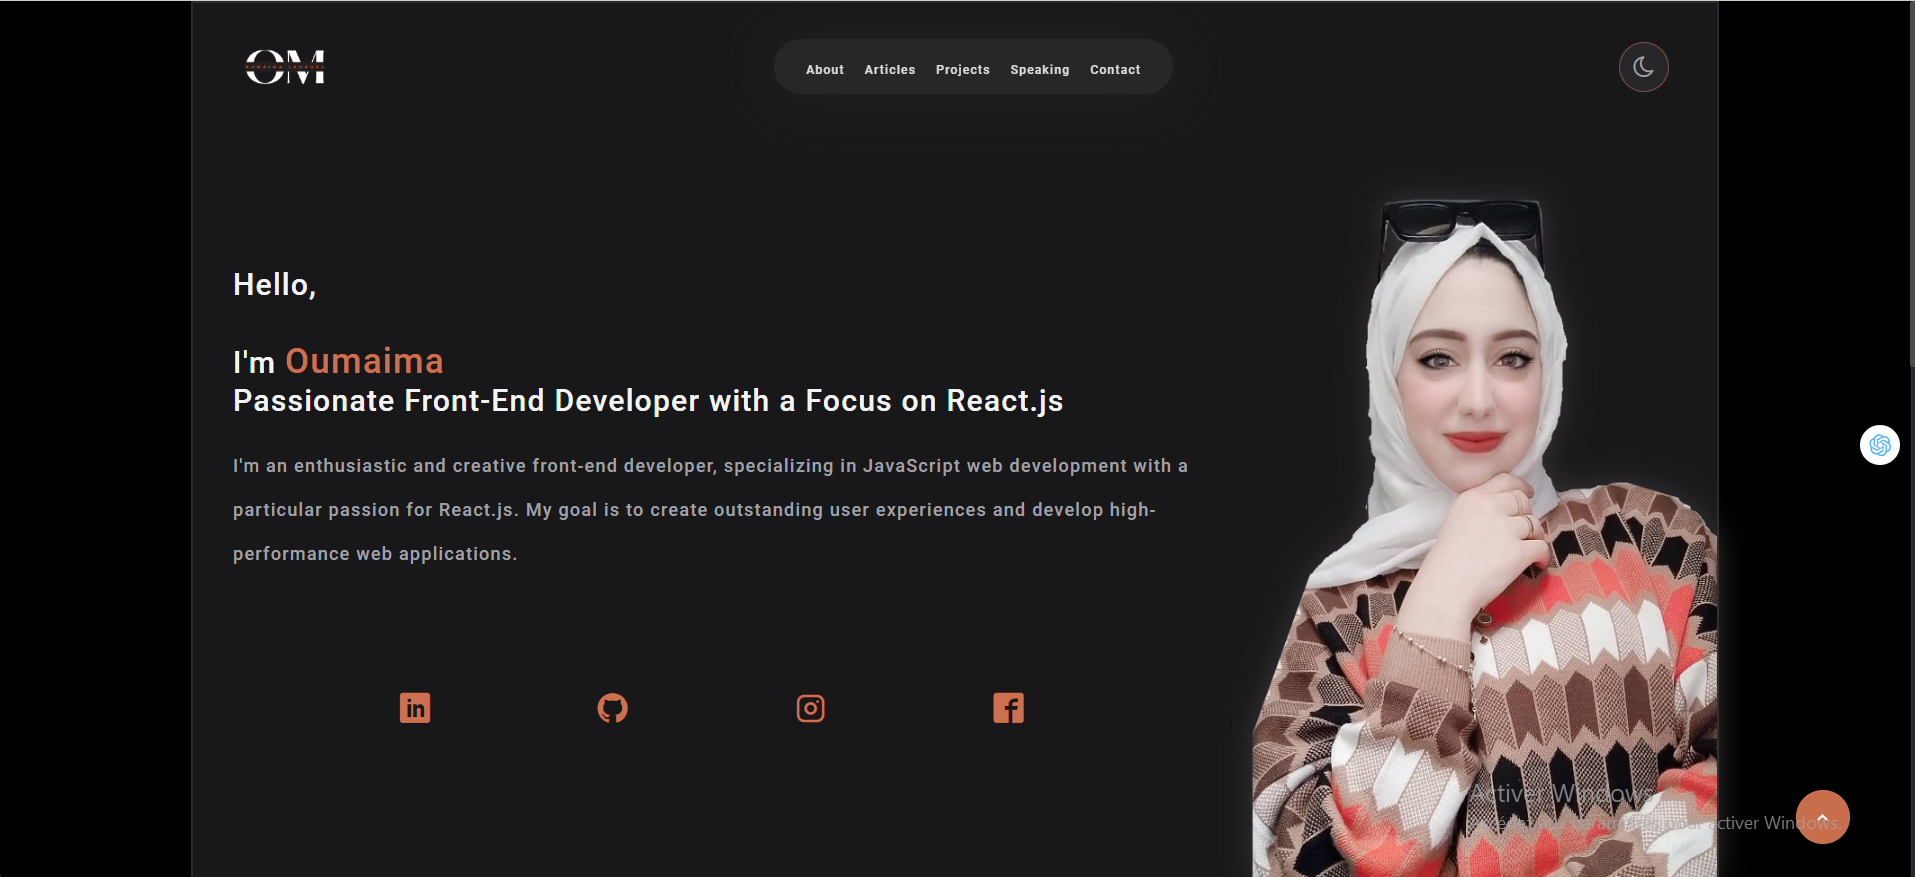 OM
About Articles Projects Speaking Contact
Hello,
I'm Oumaima
Passionate Front-End Developer with a Focus on React.js
I'm an enthusiastic and creative front-end developer, specializing in JavaScript web development with a
particular passion for React.js. My goal is to create outstanding user experiences and develop high-
performance web applications.
in
f
Activer Windows
activer Windows.